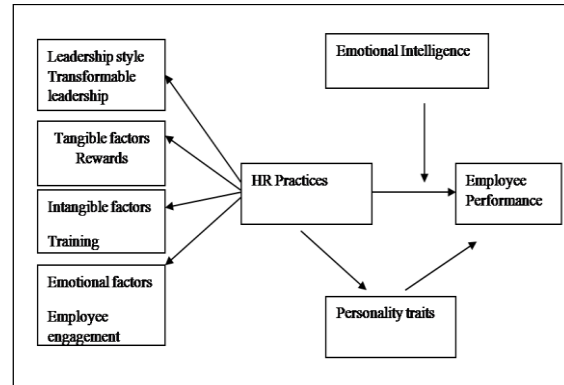 Leadership style
Transformable
leadership
Emotional Intelligence
Tangible factors
Rewards
HR Practices
Employee
Performance
Intangible factors
Training
Emotional factors
Employee
engagement
Personality traits